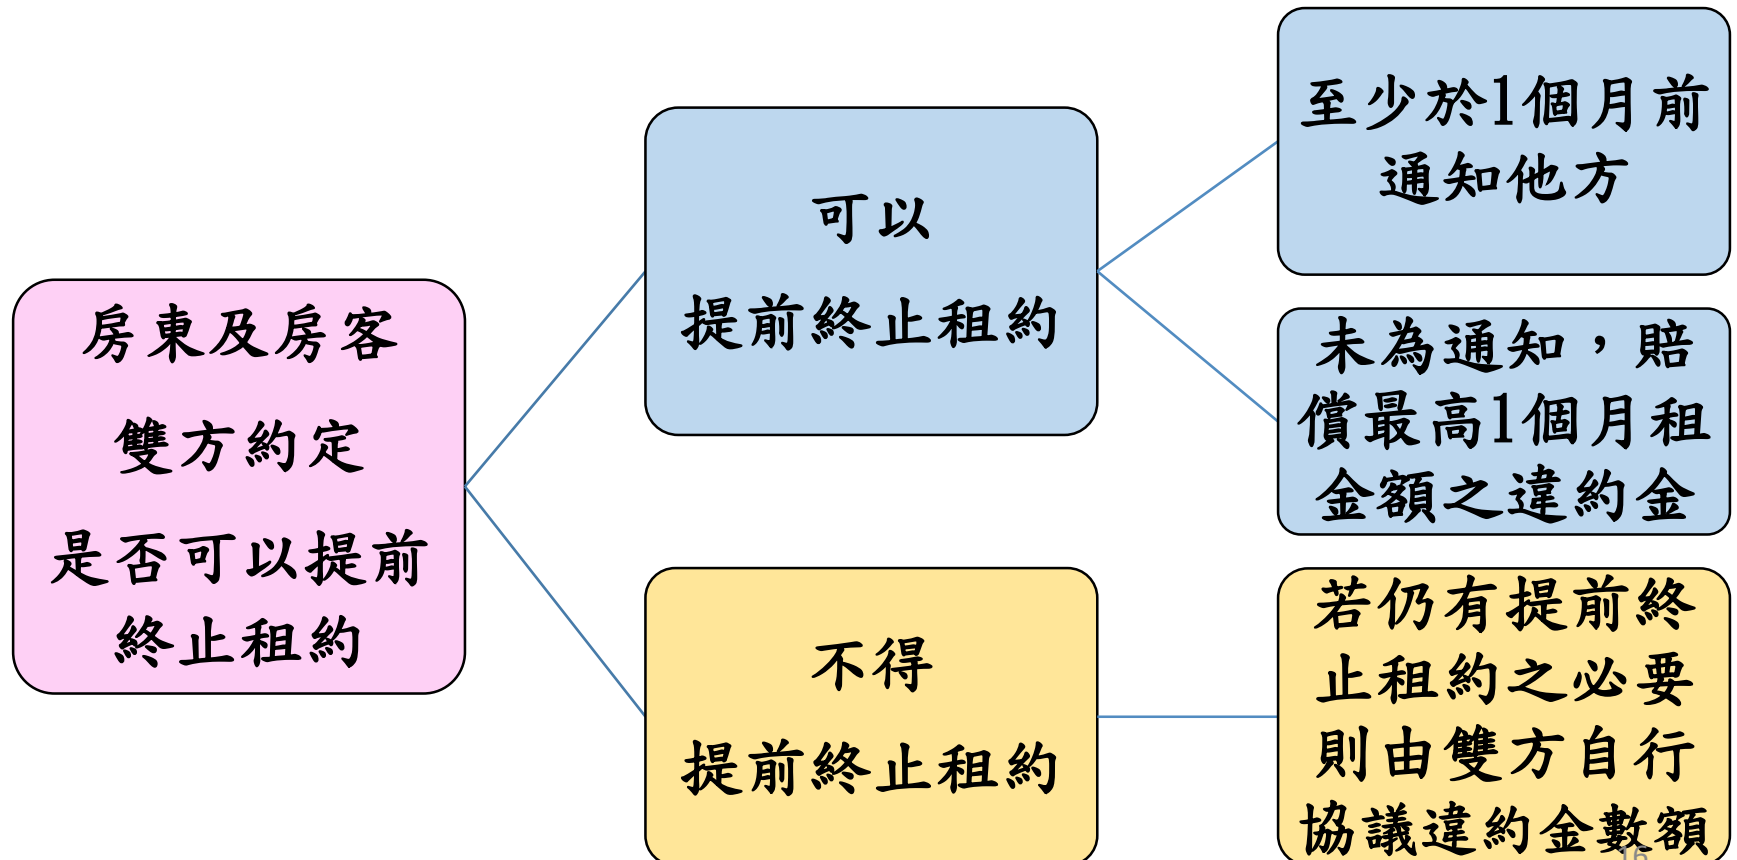 房東及房客
雙方約定
是否可以提前
終止租約
可以
提前終止租約
至少於1個月前
通知他方
未為通知，賠
償最高1個月租
金額之違約金
不得
提前終止租約
若仍有提前終
止租約之必要
則由雙方自行
協議違約金數額
16